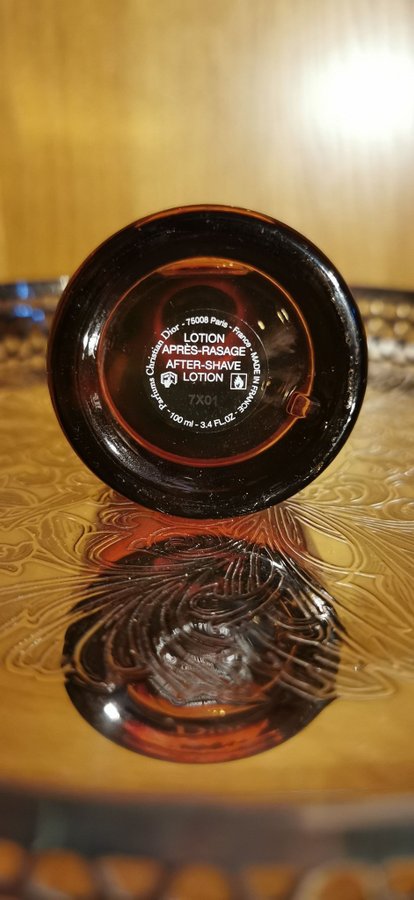 Parfums Christian Dior - 75008 Paris - France MADE IN FRANCE
LOTION
APRÈS-RASAGE
AFTER-SHAVE
LOTION
7X01
100 ml - 3.4 FL.OZ -